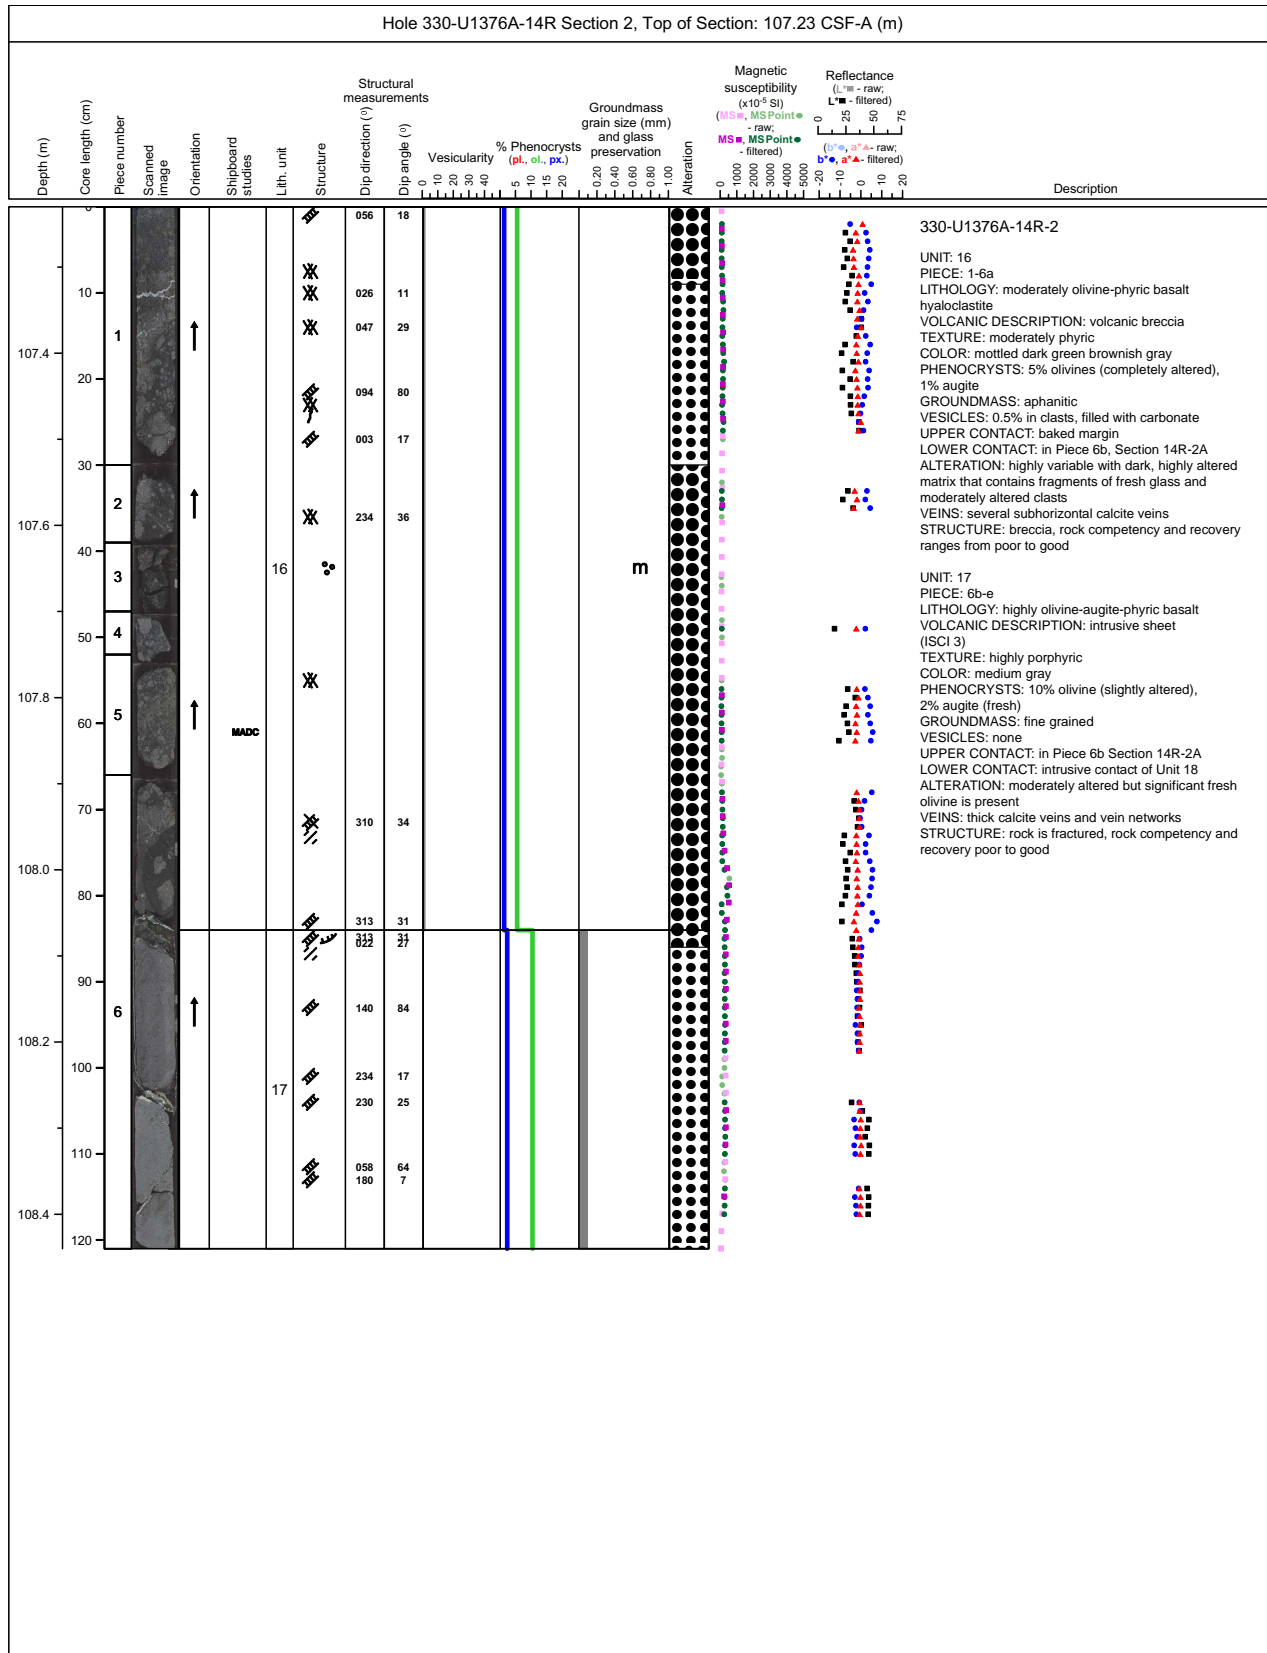 Hole 330-U1376A-14R Section 2, Top of Section: 107.23 CSF-A (m)
Depth (m)
Core length (cm)
Piece number
Scanned
image
Orientation
Shipboard
studies
Lith. unit
Structure
Structural
measurements
Dip direction (°)
Dip angle (°)
Vesicularity
0 10 20 30 40
% Phenocrysts
(pl., ol., px.)
5 10 15 20
Groundmass
grain size (mm)
and glass
preservation
0.20 0.40 0.60 0.80 1.00
Alteration
Magnetic
susceptibility
(x10-5 SI)
(MS■, MSPoint●
- raw;
MS■, MSPoint●
- filtered)
0 1000 2000 3000 4000 5000
Reflectance
(L*■ - raw;
L*■ - filtered)
0 25 50 75
(b*●, a*▲- raw;
b*●, a*▲- filtered)
-20 -10 0 10 20
Description
107.4
107.6
107.8
108.0
108.2
108.4
0
10
20
30
40
50
60
70
80
90
100
110
120
1
2
3
4
5
6
MADC
16
17
056 18
026 11
047 29
094 80
003 17
234 36
310 34
313 31
313 31
022 27
140 84
234 17
230 25
058 64
180 7
m
330-U1376A-14R-2
UNIT: 16
PIECE: 1-6a
LITHOLOGY: moderately olivine-phyric basalt
hyaloclastite
VOLCANIC DESCRIPTION: volcanic breccia
TEXTURE: moderately phyric
COLOR: mottled dark green brownish gray
PHENOCRYSTS: 5% olivines (completely altered),
1% augite
GROUNDMASS: aphanitic
VESICLES: 0.5% in clasts, filled with carbonate
UPPER CONTACT: baked margin
LOWER CONTACT: in Piece 6b, Section 14R-2A
ALTERATION: highly variable with dark, highly altered
matrix that contains fragments of fresh glass and
moderately altered clasts
VEINS: several subhorizontal calcite veins
STRUCTURE: breccia, rock competency and recovery
ranges from poor to good
UNIT: 17
PIECE: 6b-e
LITHOLOGY: highly olivine-augite-phyric basalt
VOLCANIC DESCRIPTION: intrusive sheet
(ISCI 3)
TEXTURE: highly porphyric
COLOR: medium gray
PHENOCRYSTS: 10% olivine (slightly altered),
2% augite (fresh)
GROUNDMASS: fine grained
VESICLES: none
UPPER CONTACT: in Piece 6b Section 14R-2A
LOWER CONTACT: intrusive contact of Unit 18
ALTERATION: moderately altered but significant fresh
olivine is present
VEINS: thick calcite veins and vein networks
STRUCTURE: rock is fractured, rock competency and
recovery poor to good